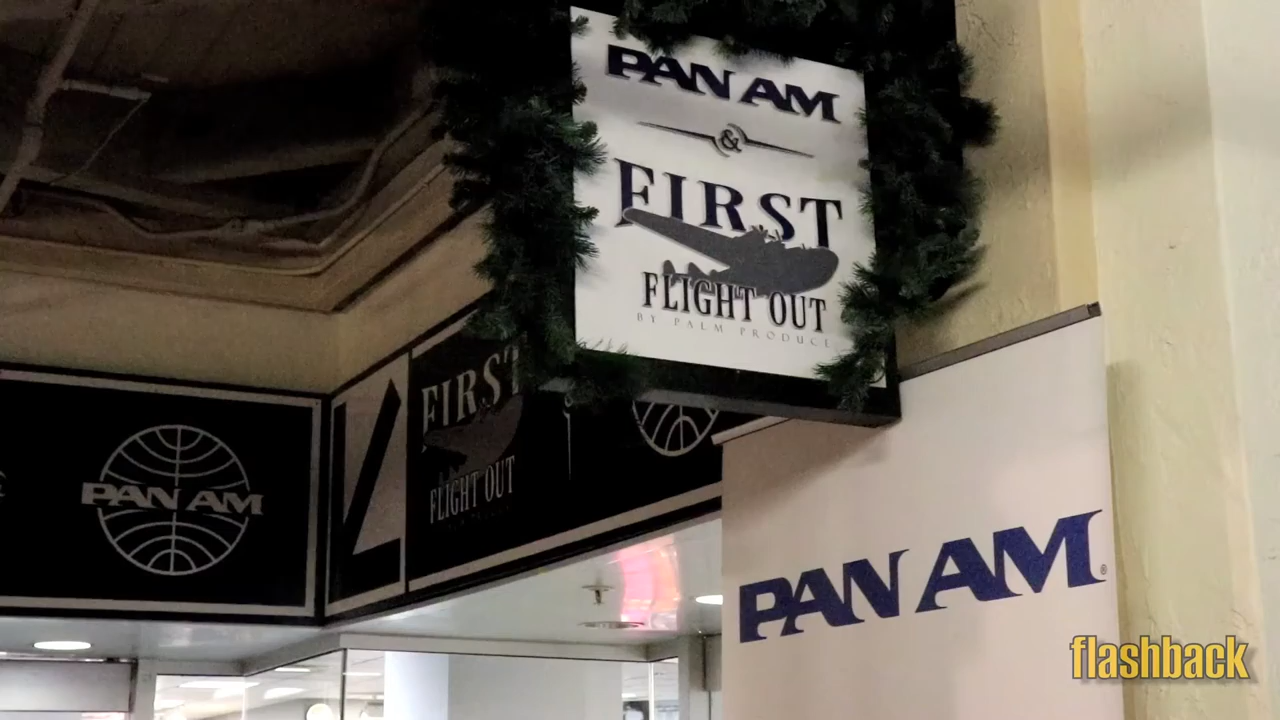 PAN AM
&
FIRST
FLIGHT OUT
BY PALM PRODUCE
FIRST
FLIGHT OUT
PAN AM
PAN AM®
flashback